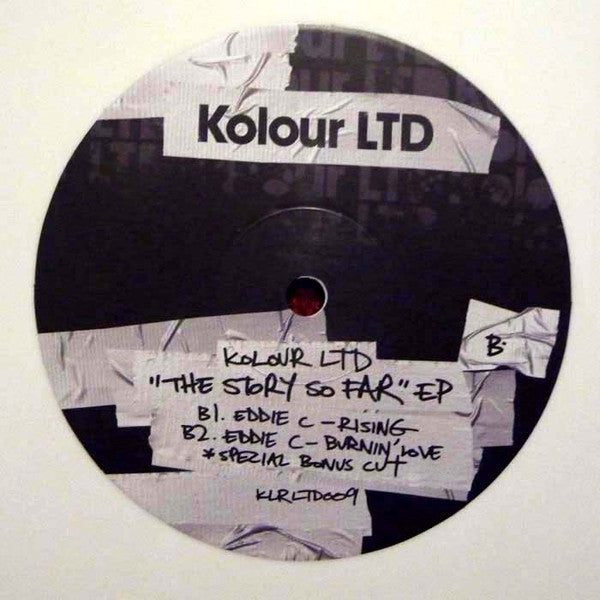 Kolour LTD
B.
KOLOUR LTD
"THE STORY SO FAR" EP
B1. EDDIE C - RISING
B2. EDDIE C - BURNIN' LOVE
*SPEZIAL BONUS CUT
KLRLTD009